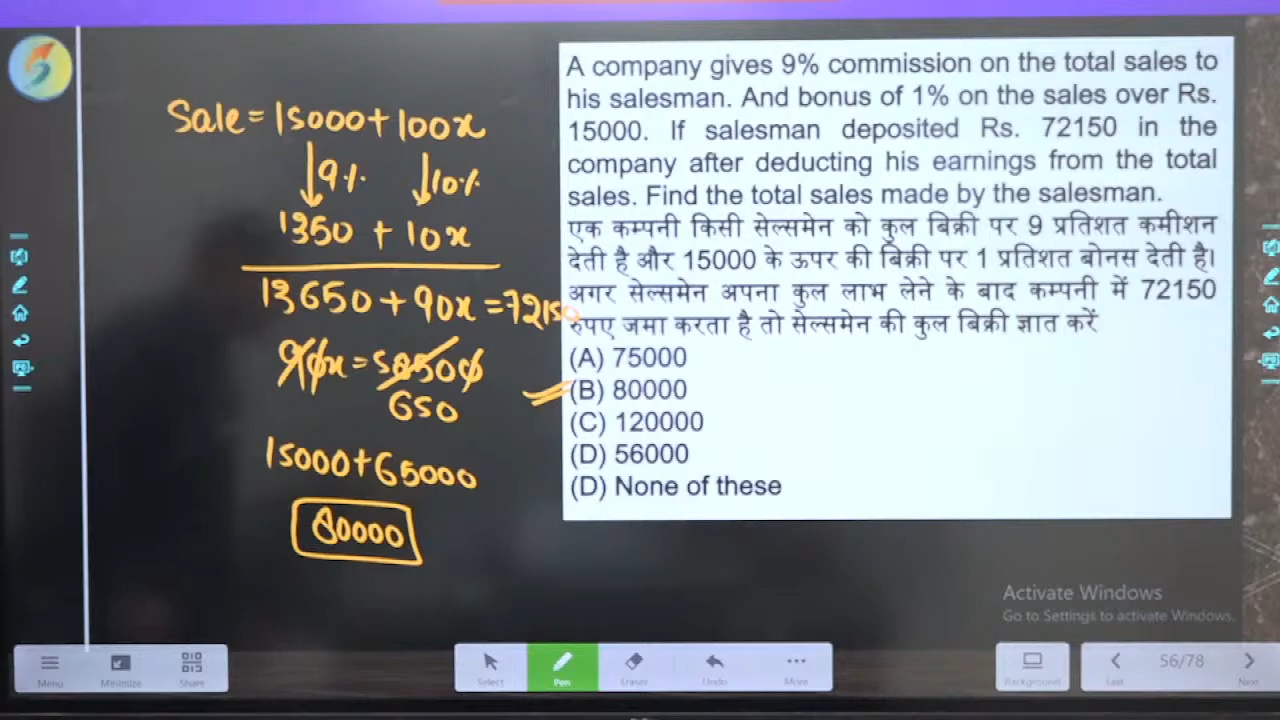 Sale = 15000 + 100x
9% 10%
1350 + 10x
13650 + 90x = 72150
90x = 58500
650
15000 + 65000
80000
A company gives 9% commission on the total sales to
his salesman. And bonus of 1% on the sales over Rs.
15000. If salesman deposited Rs. 72150 in the
company after deducting his earnings from the total
sales. Find the total sales made by the salesman.
एक कम्पनी किसी सेल्समेन को कुल बिक्री पर 9 प्रतिशत कमीशन
देती है और 15000 के ऊपर की बिक्री पर 1 प्रतिशत बोनस देती है।
अगर सेल्समेन अपना कुल लाभ लेने के बाद कम्पनी में 72150
रुपए जमा करता है तो सेल्समेन की कुल बिक्री ज्ञात करें
(A) 75000
(B) 80000
(C) 120000
(D) 56000
(D) None of these
Activate Windows
Go to Settings to activate Windows.
Menu Minimize Share Select Pen Eraser Undo More Background Last 56/78 Next